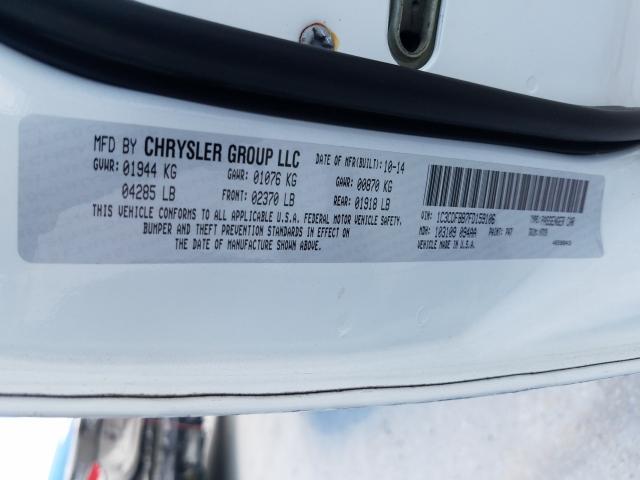 MFD BY CHRYSLER GROUP LLC DATE OF MFR(BUILT): 10-14
GVWR: 01944 KG GAWR: 01076 KG GAWR: 00870 KG
04285 LB FRONT: 02370 LB REAR: 01918 LB
THIS VEHICLE CONFORMS TO ALL APPLICABLE U.S.A. FEDERAL MOTOR VEHICLE SAFETY,
BUMPER AND THEFT PREVENTION STANDARDS IN EFFECT ON
THE DATE OF MANUFACTURE SHOWN ABOVE.
VIN: TYPE: PASSENGER CAR
MDH: 103109 094AA PAINT: PW7
VEHICLE MADE IN U.S.A.